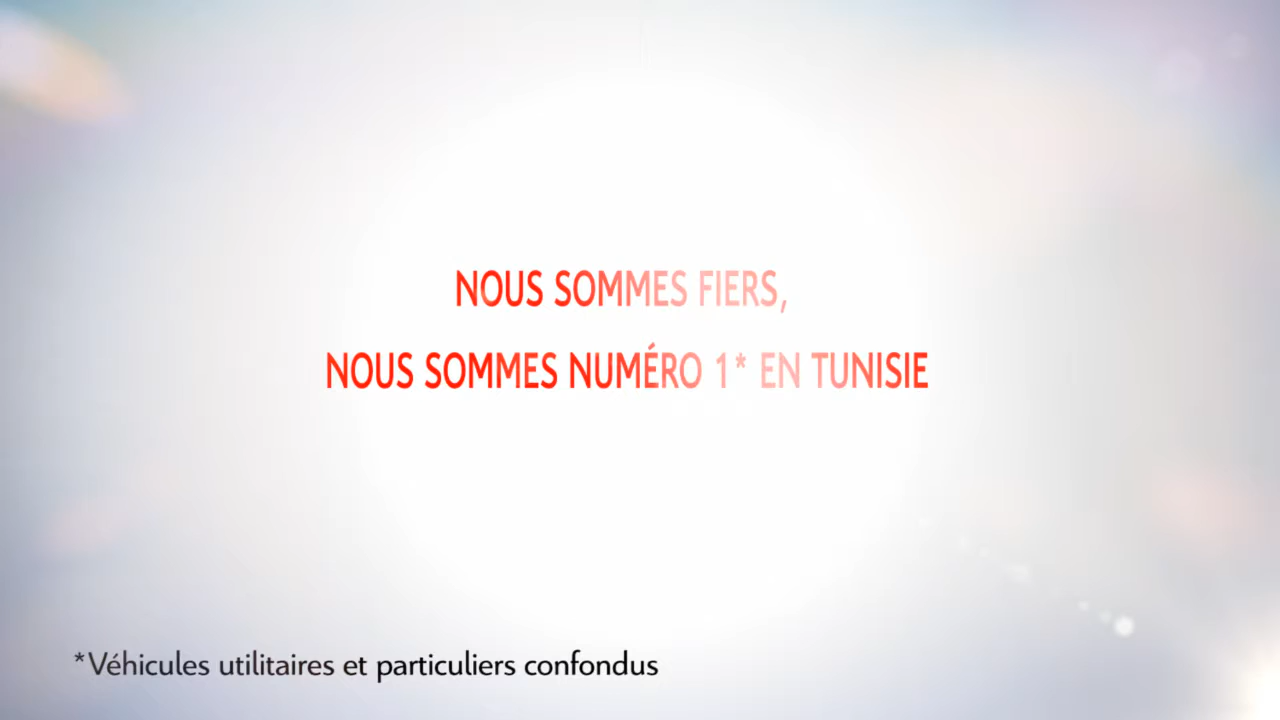 NOUS SOMMES FIERS,
NOUS SOMMES NUMÉRO 1* EN TUNISIE
*Véhicules utilitaires et particuliers confondus